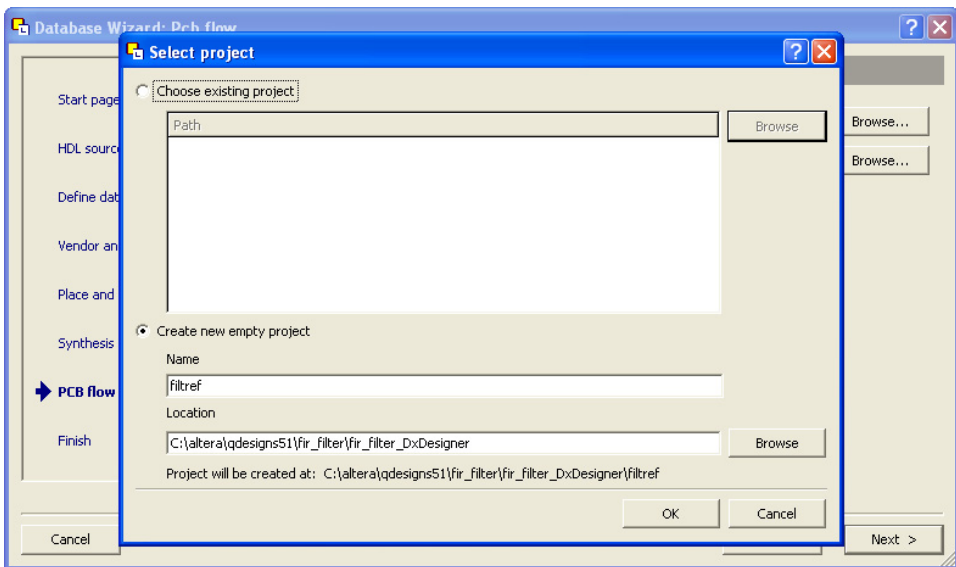 Database Wizard: Pcb flow
Select project
Start page
HDL source
Define dat
Vendor an
Place and
Synthesis
PCB flow
Finish
Choose existing project
Path
Browse
Browse...
Browse...
Create new empty project
Name
filtref
Location
C:\altera\qdesigns51\fir_filter\fir_filter_DxDesigner
Browse
Project will be created at: C:\altera\qdesigns51\fir_filter\fir_filter_DxDesigner\filtref
OK
Cancel
Cancel
Next >